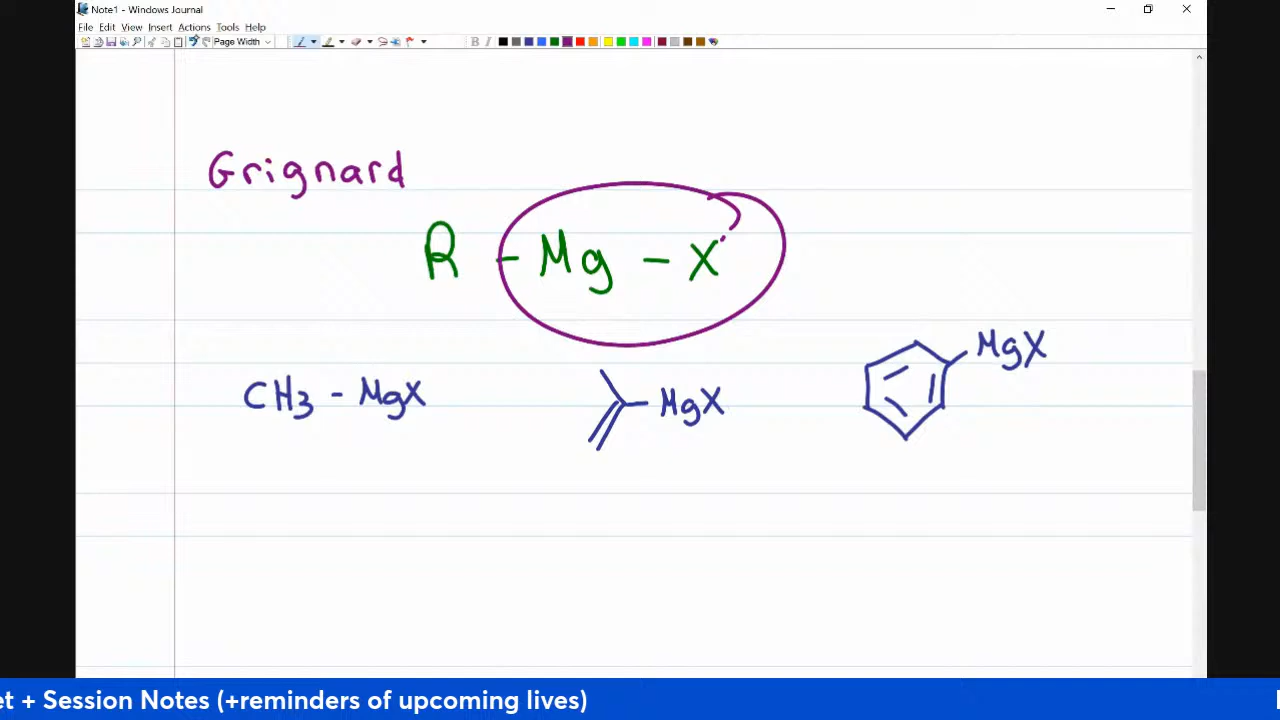 Note1 - Windows Journal
File Edit View Insert Actions Tools Help
Page Width
B I
Grignard
R - Mg - X
CH3 - MgX
MgX
MgX
et + Session Notes (+reminders of upcoming lives)